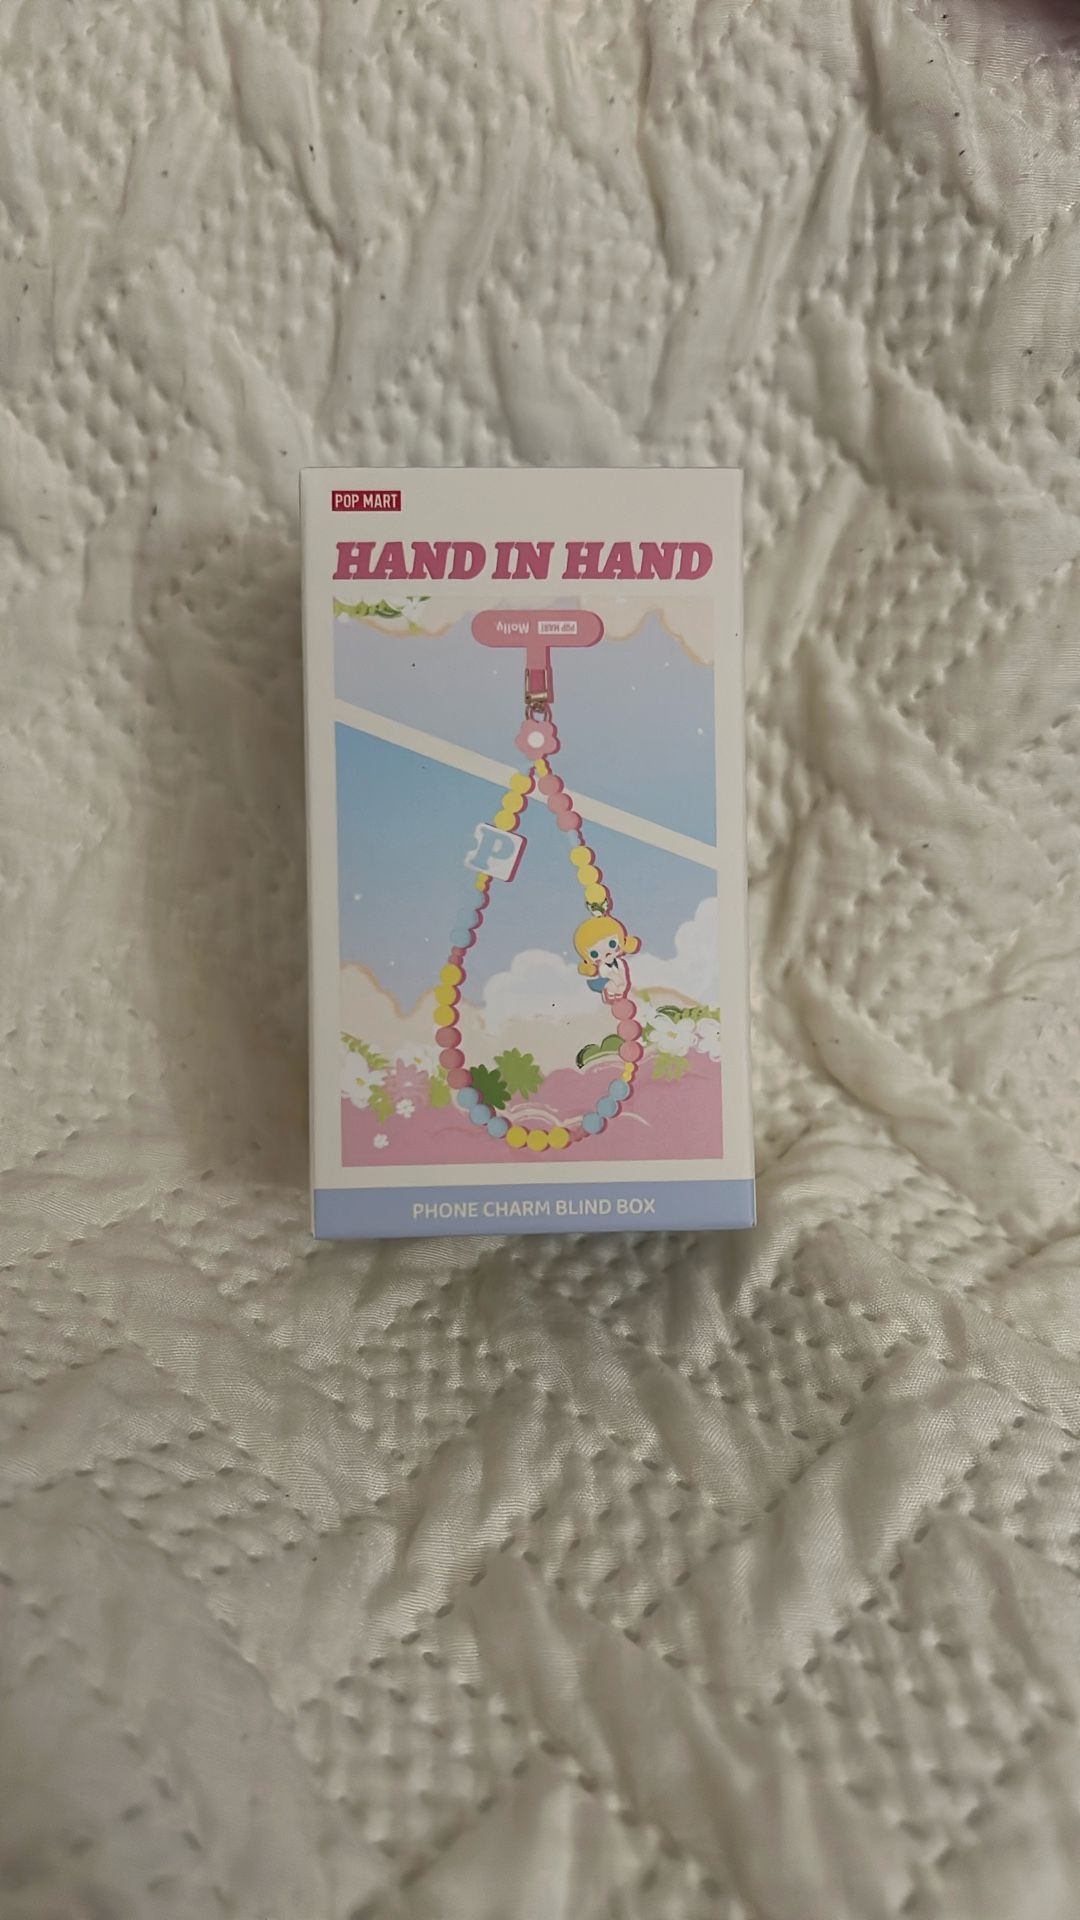 POP MART
HAND IN HAND
Molly.
POP MART
P
PHONE CHARM BLIND BOX